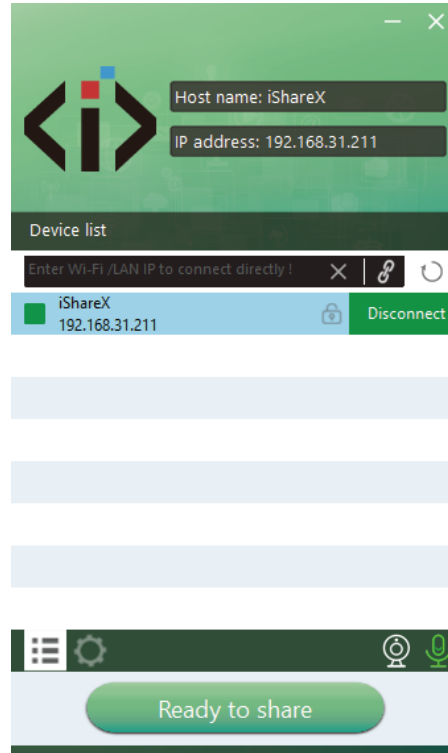 Host name: iShareX
IP address: 192.168.31.211
Device list
Enter Wi-Fi /LAN IP to connect directly !
iShareX
192.168.31.211
Disconnect
Ready to share